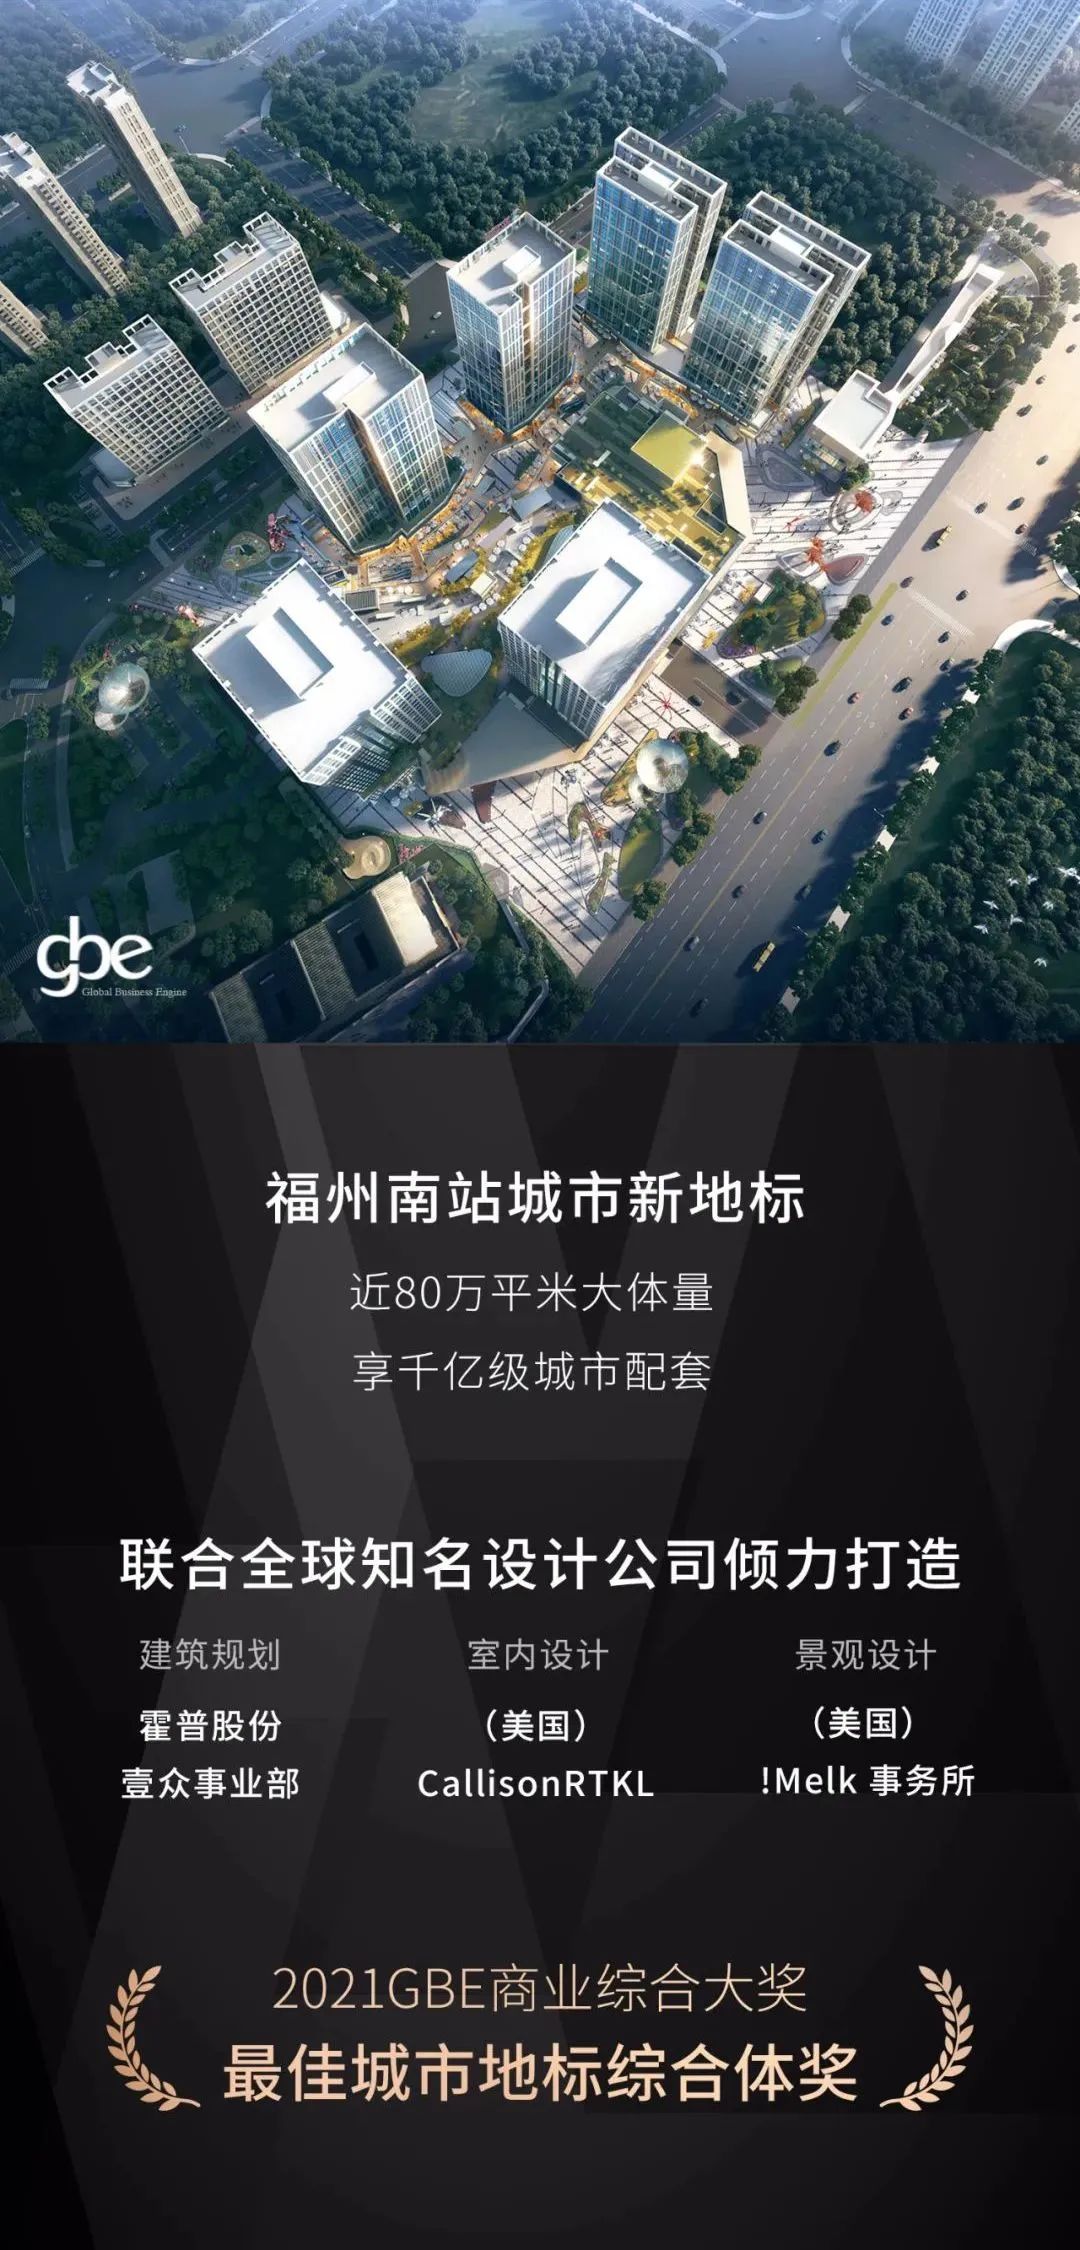 gbe
Global Business Engine
福州南站城市新地标
近80万平米大体量
享千亿级城市配套
联合全球知名设计公司倾力打造
建筑规划 室内设计 景观设计
霍普股份 （美国） （美国）
壹众事业部 CallisonRTKL !Melk 事务所
2021GBE商业综合大奖
最佳城市地标综合体奖